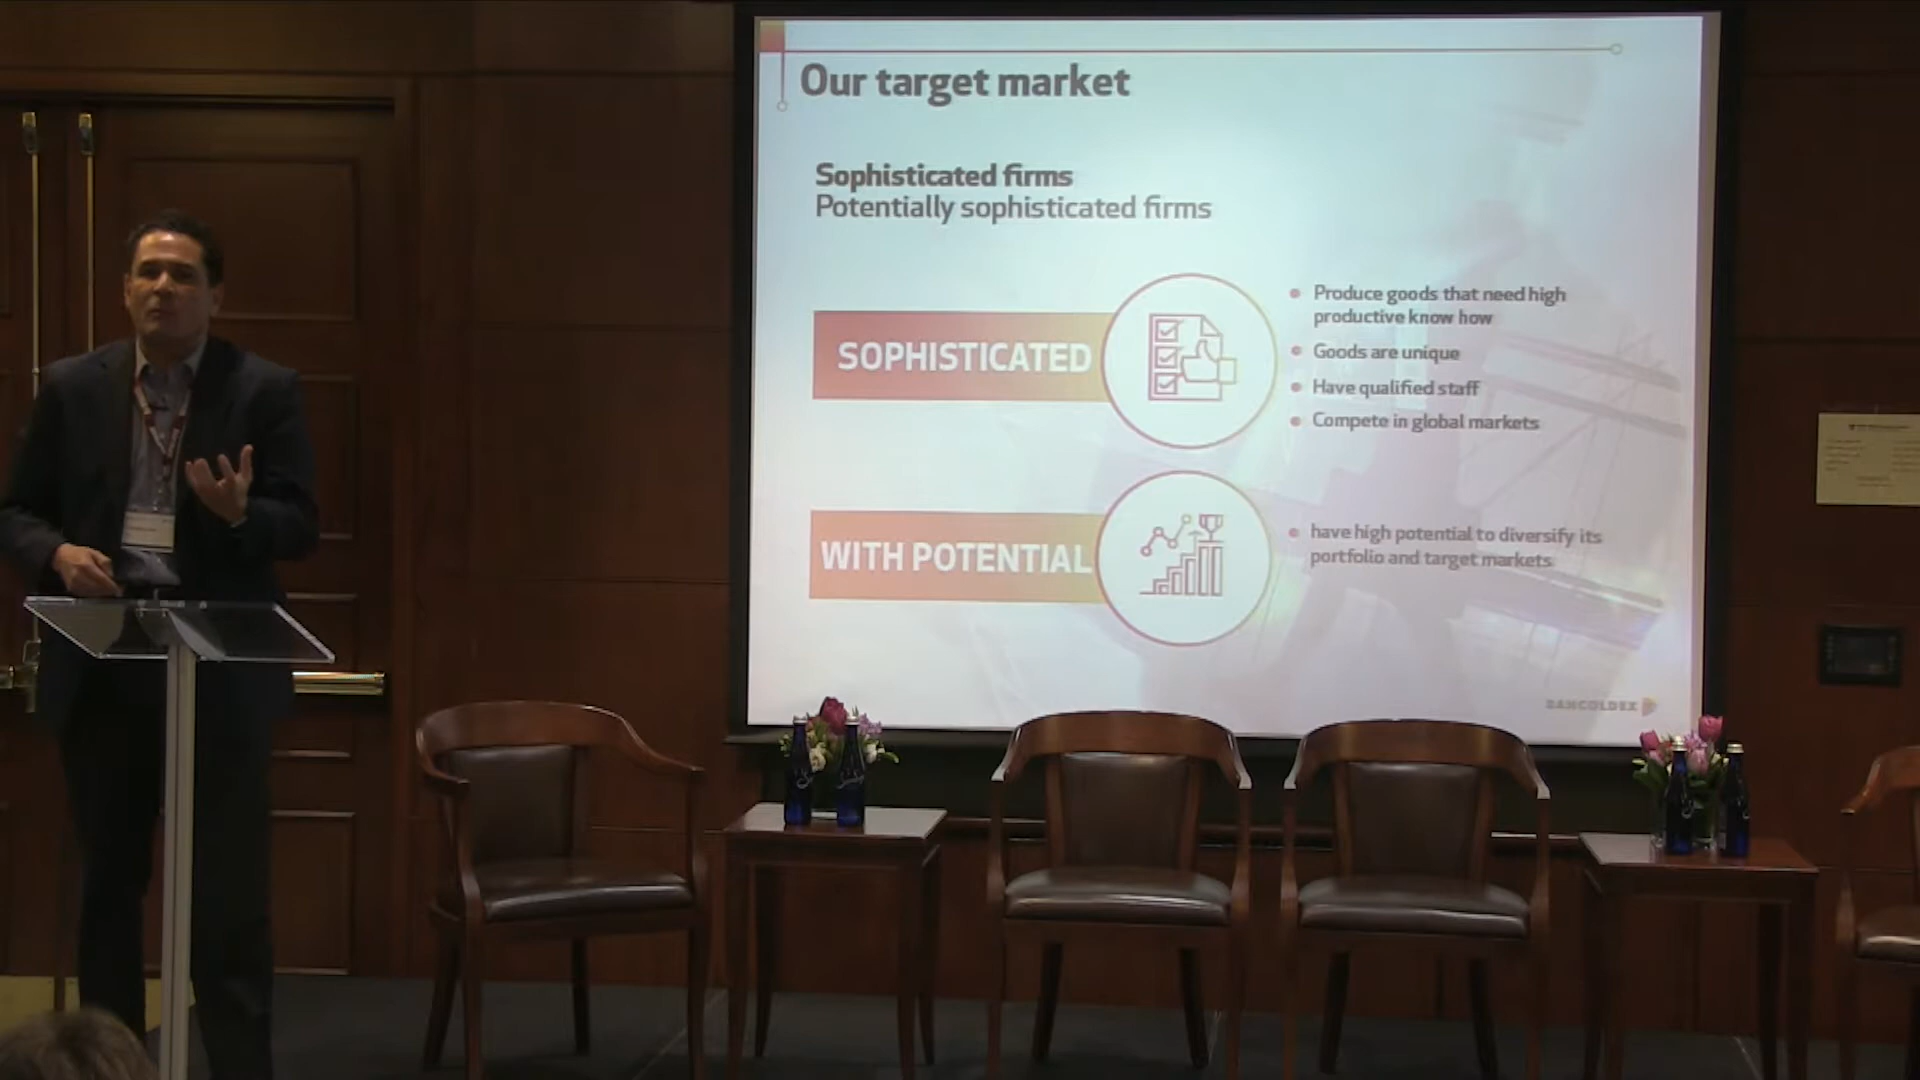 Our target market
Sophisticated firms
Potentially sophisticated firms
SOPHISTICATED
Produce goods that need high
productive know how
Goods are unique
Have qualified staff
Compete in global markets
WITH POTENTIAL
have high potential to diversify its
portfolio and target markets
BANCOLDEX